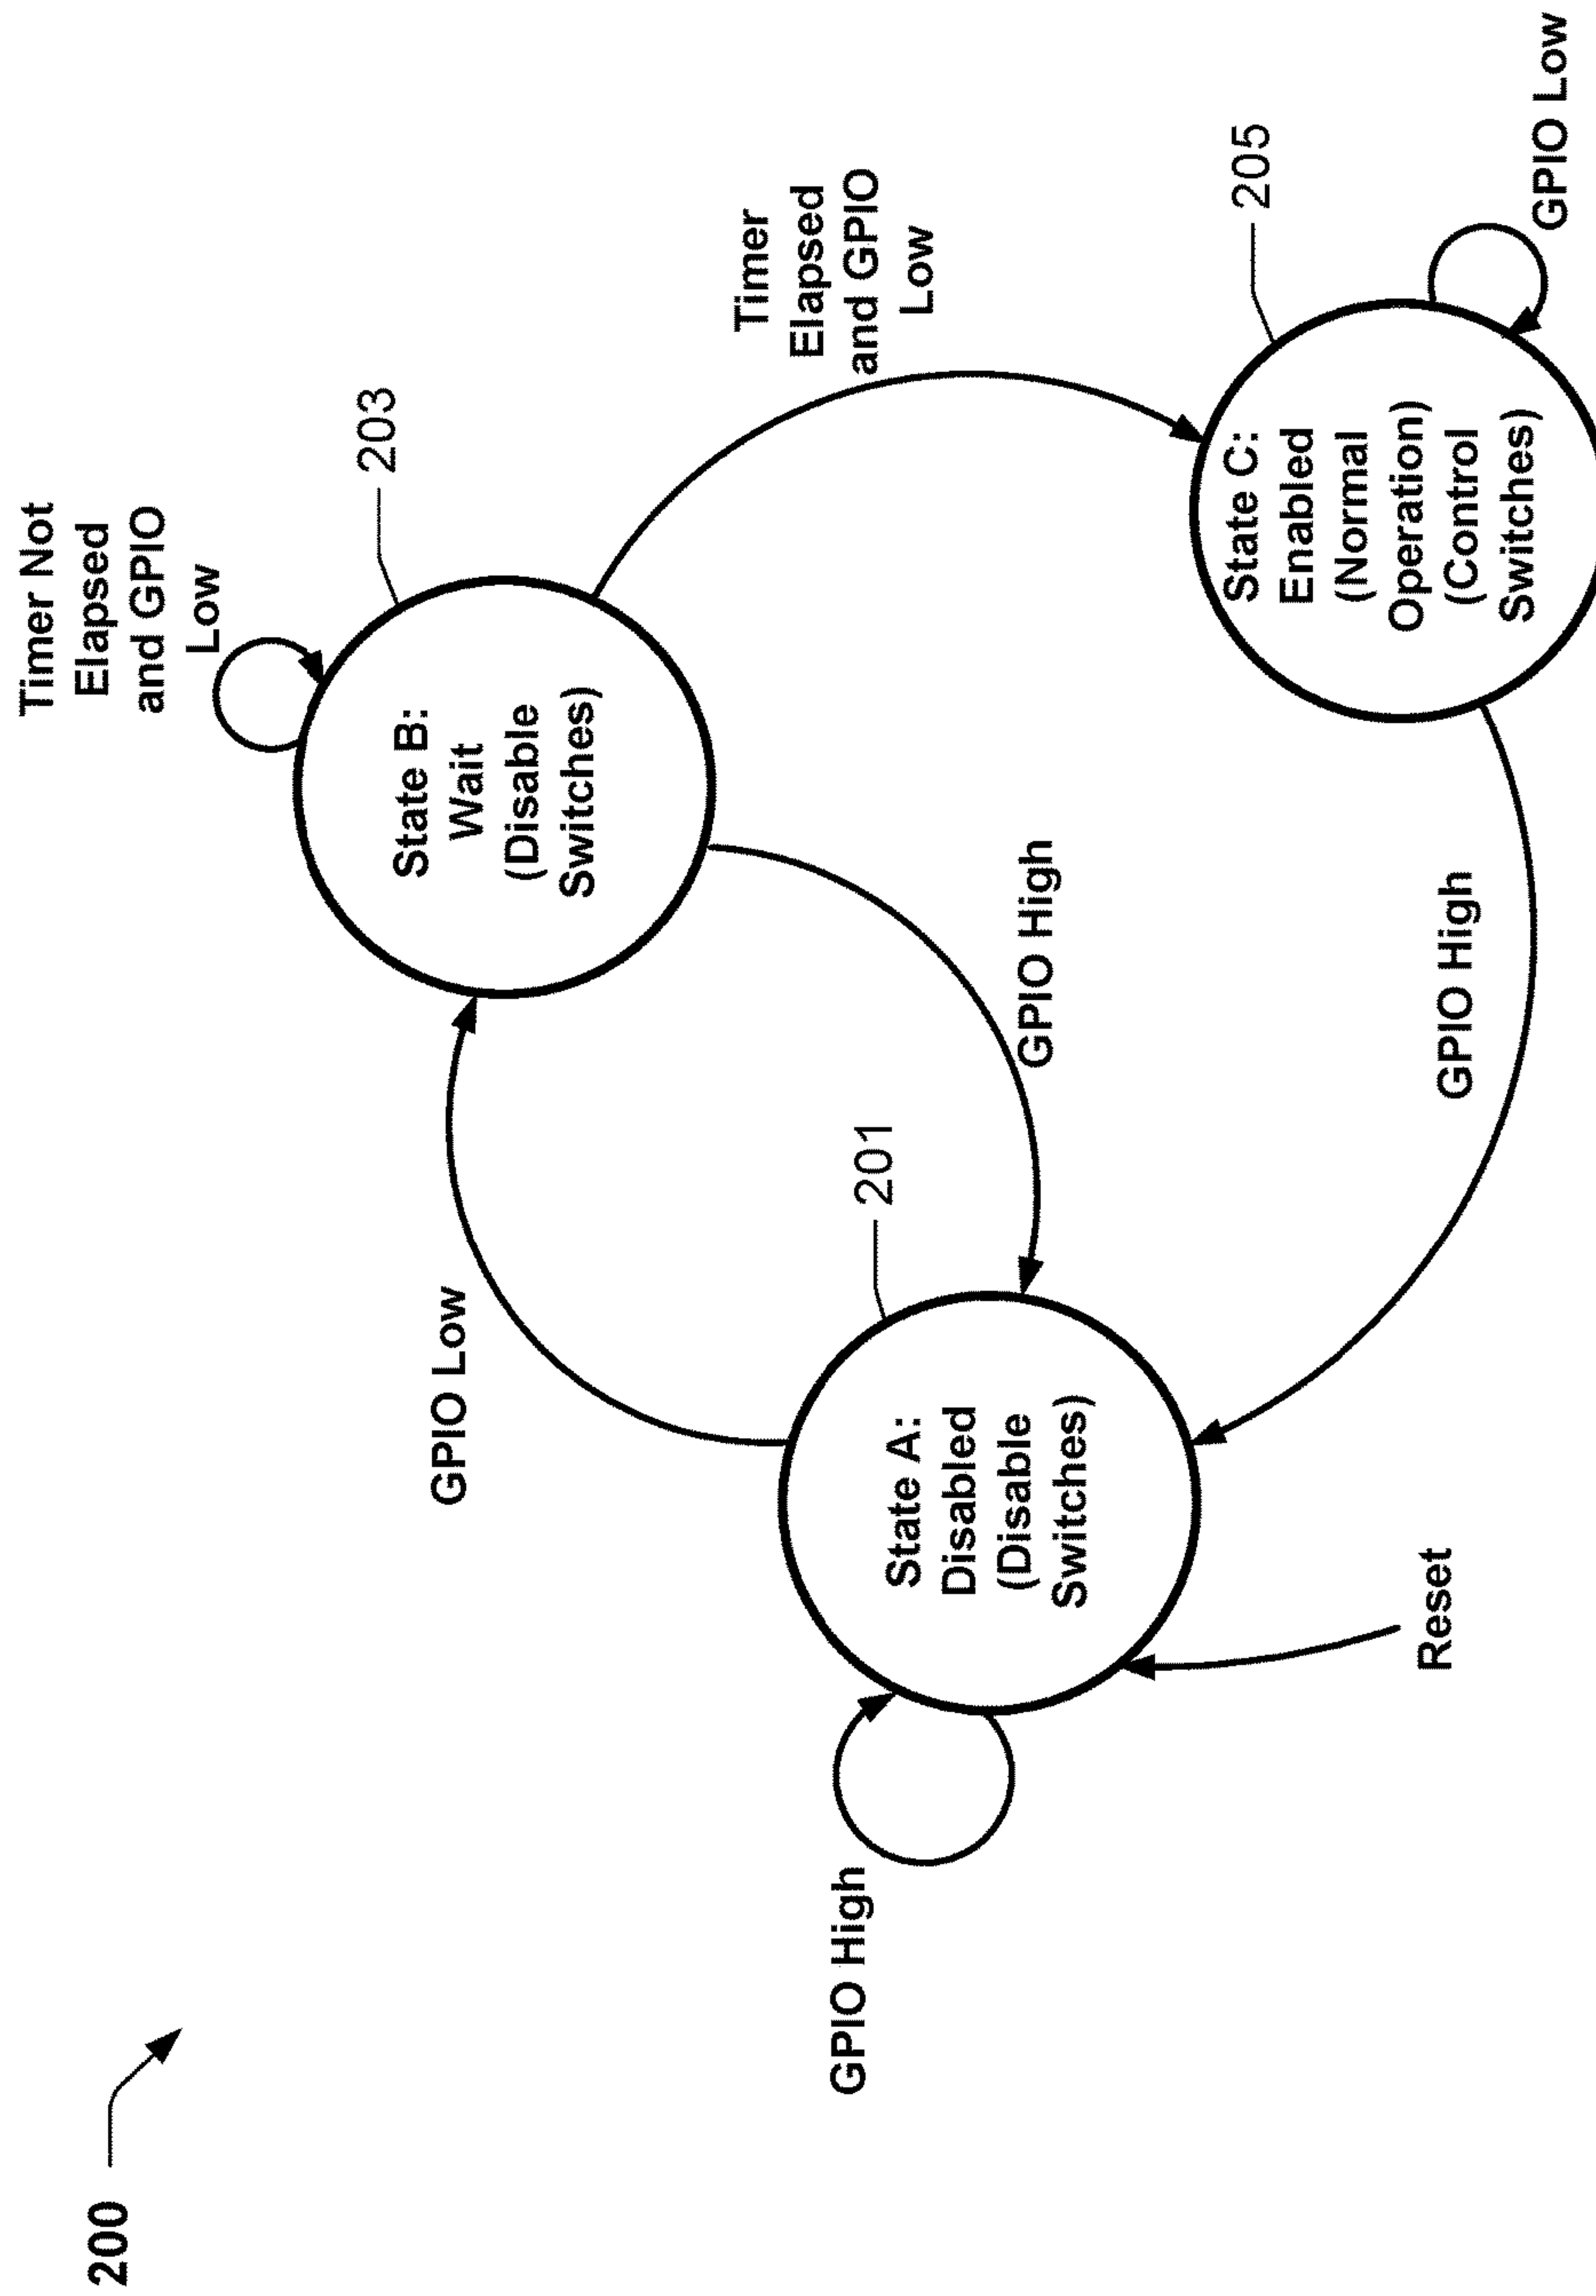 200
Timer Not
Elapsed
and GPIO
Low
203
State B:
Wait
(Disable
Switches)
GPIO Low
Timer
Elapsed
and GPIO
Low
201
GPIO High
State A:
Disabled
(Disable
Switches)
GPIO High
205
State C:
Enabled
(Normal
Operation)
(Control
Switches)
GPIO High
Reset
GPIO Low